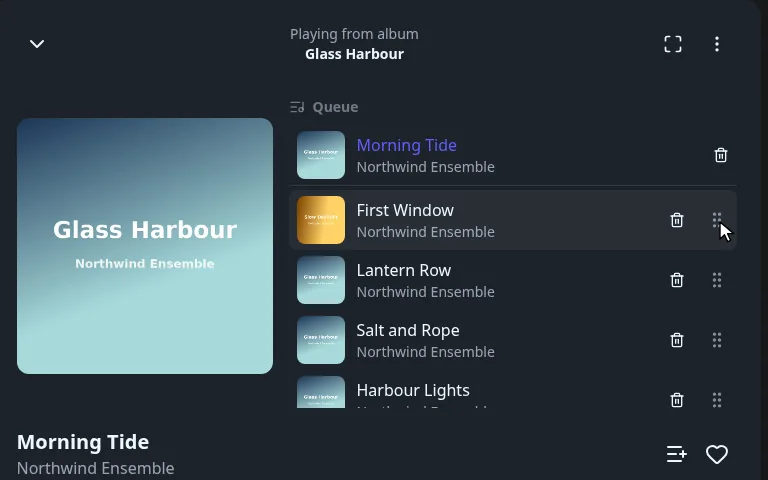 Playing from album
Glass Harbour
Queue
Glass Harbour
Northwind Ensemble
Morning Tide
Northwind Ensemble
First Window
Northwind Ensemble
Lantern Row
Northwind Ensemble
Salt and Rope
Northwind Ensemble
Harbour Lights
Morning Tide
Northwind Ensemble